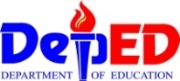 DepED
DEPARTMENT OF EDUCATION